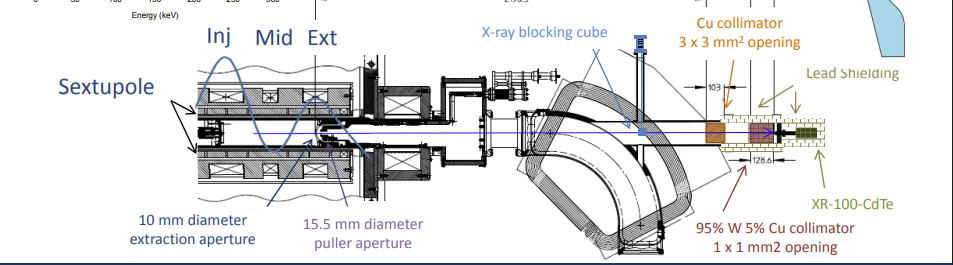 Energy (keV)
Inj Mid Ext
X-ray blocking cube
Cu collimator
3 x 3 mm² opening
Sextupole
Lead Shielding
103
128.6
10 mm diameter
extraction aperture
15.5 mm diameter
puller aperture
XR-100-CdTe
95% W 5% Cu collimator
1 x 1 mm2 opening